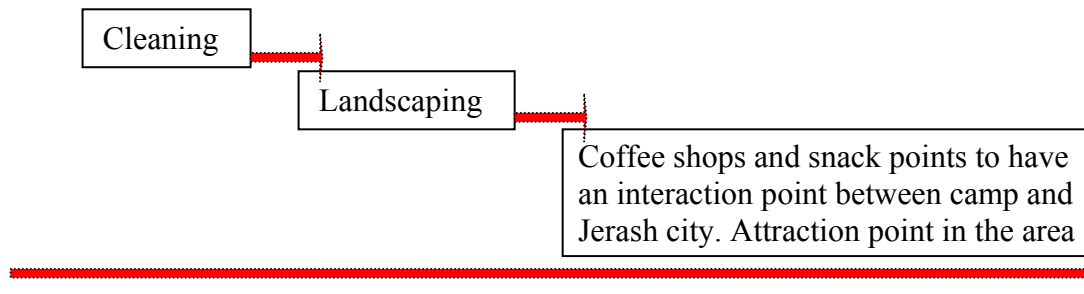 Cleaning
Landscaping
Coffee shops and snack points to have
an interaction point between camp and
Jerash city. Attraction point in the area